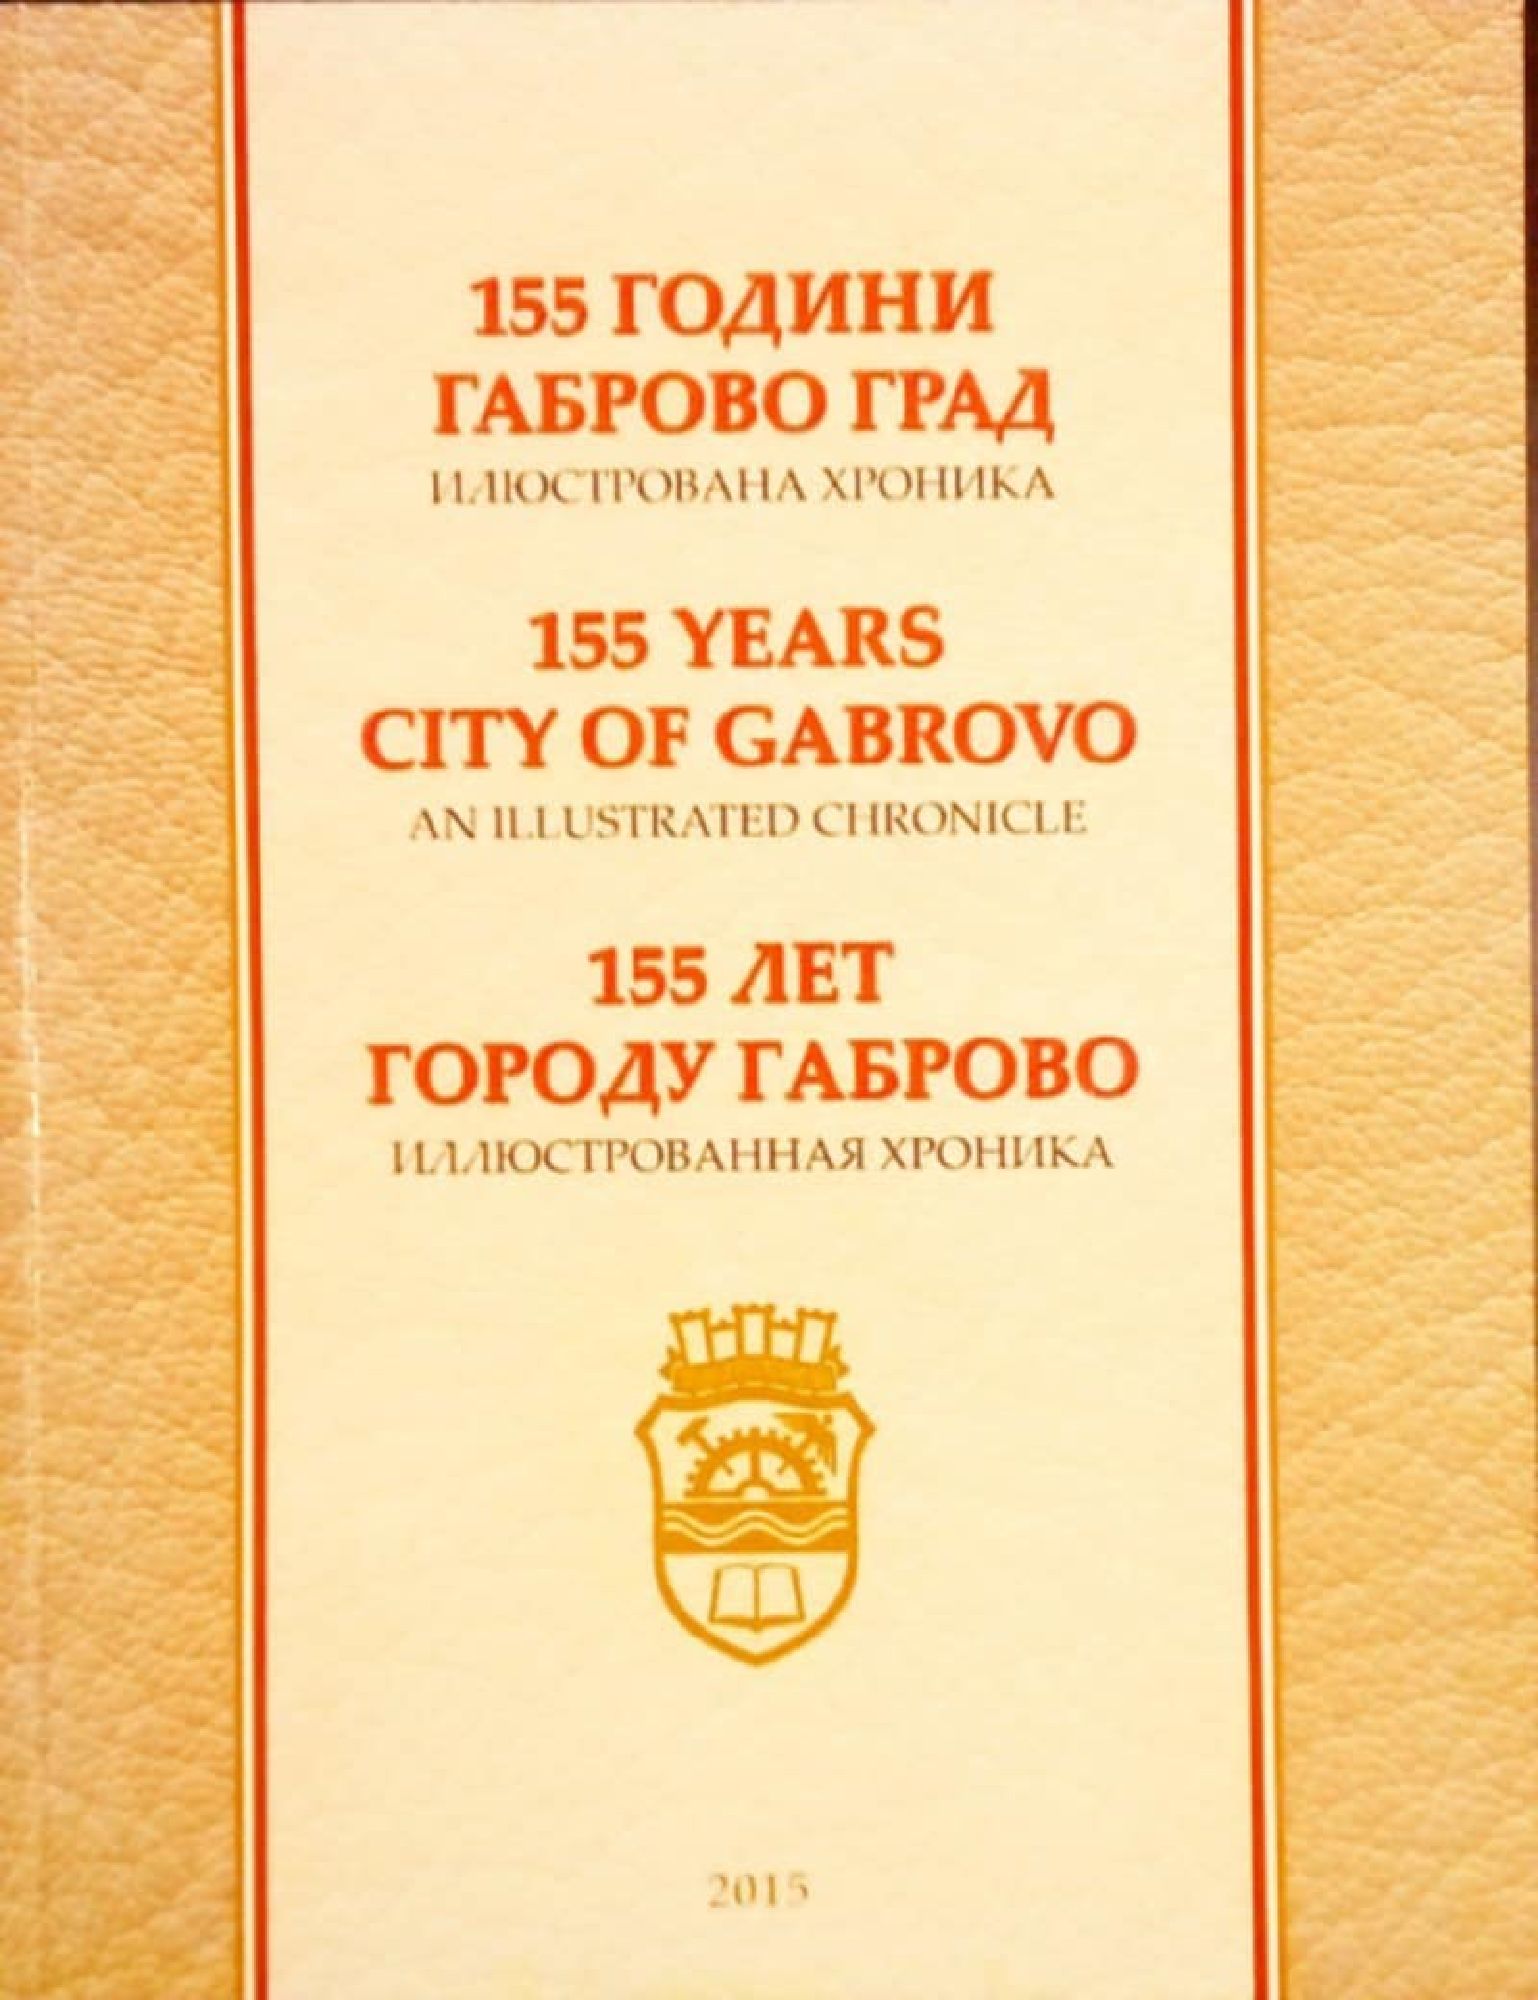 155 ГОДИНИ
ГАБРОВО ГРАД
ИЛЮСТРОВАНА ХРОНИКА
155 YEARS
CITY OF GABROVO
AN ILLUSTRATED CHRONICLE
155 ЛЕТ
ГОРОДУ ГАБРОВО
ИЛЛЮСТРОВАННАЯ ХРОНИКА
2015